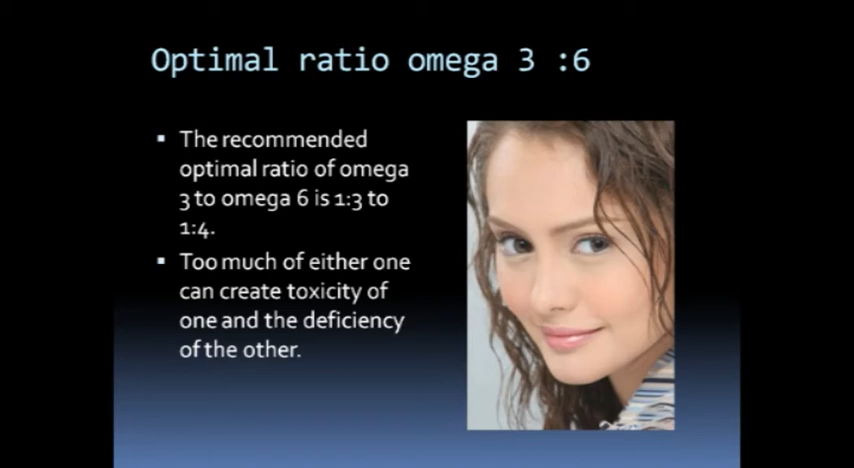 Optimal ratio omega 3 :6
The recommended
optimal ratio of omega
3 to omega 6 is 1:3 to
1:4.
Too much of either one
can create toxicity of
one and the deficiency
of the other.